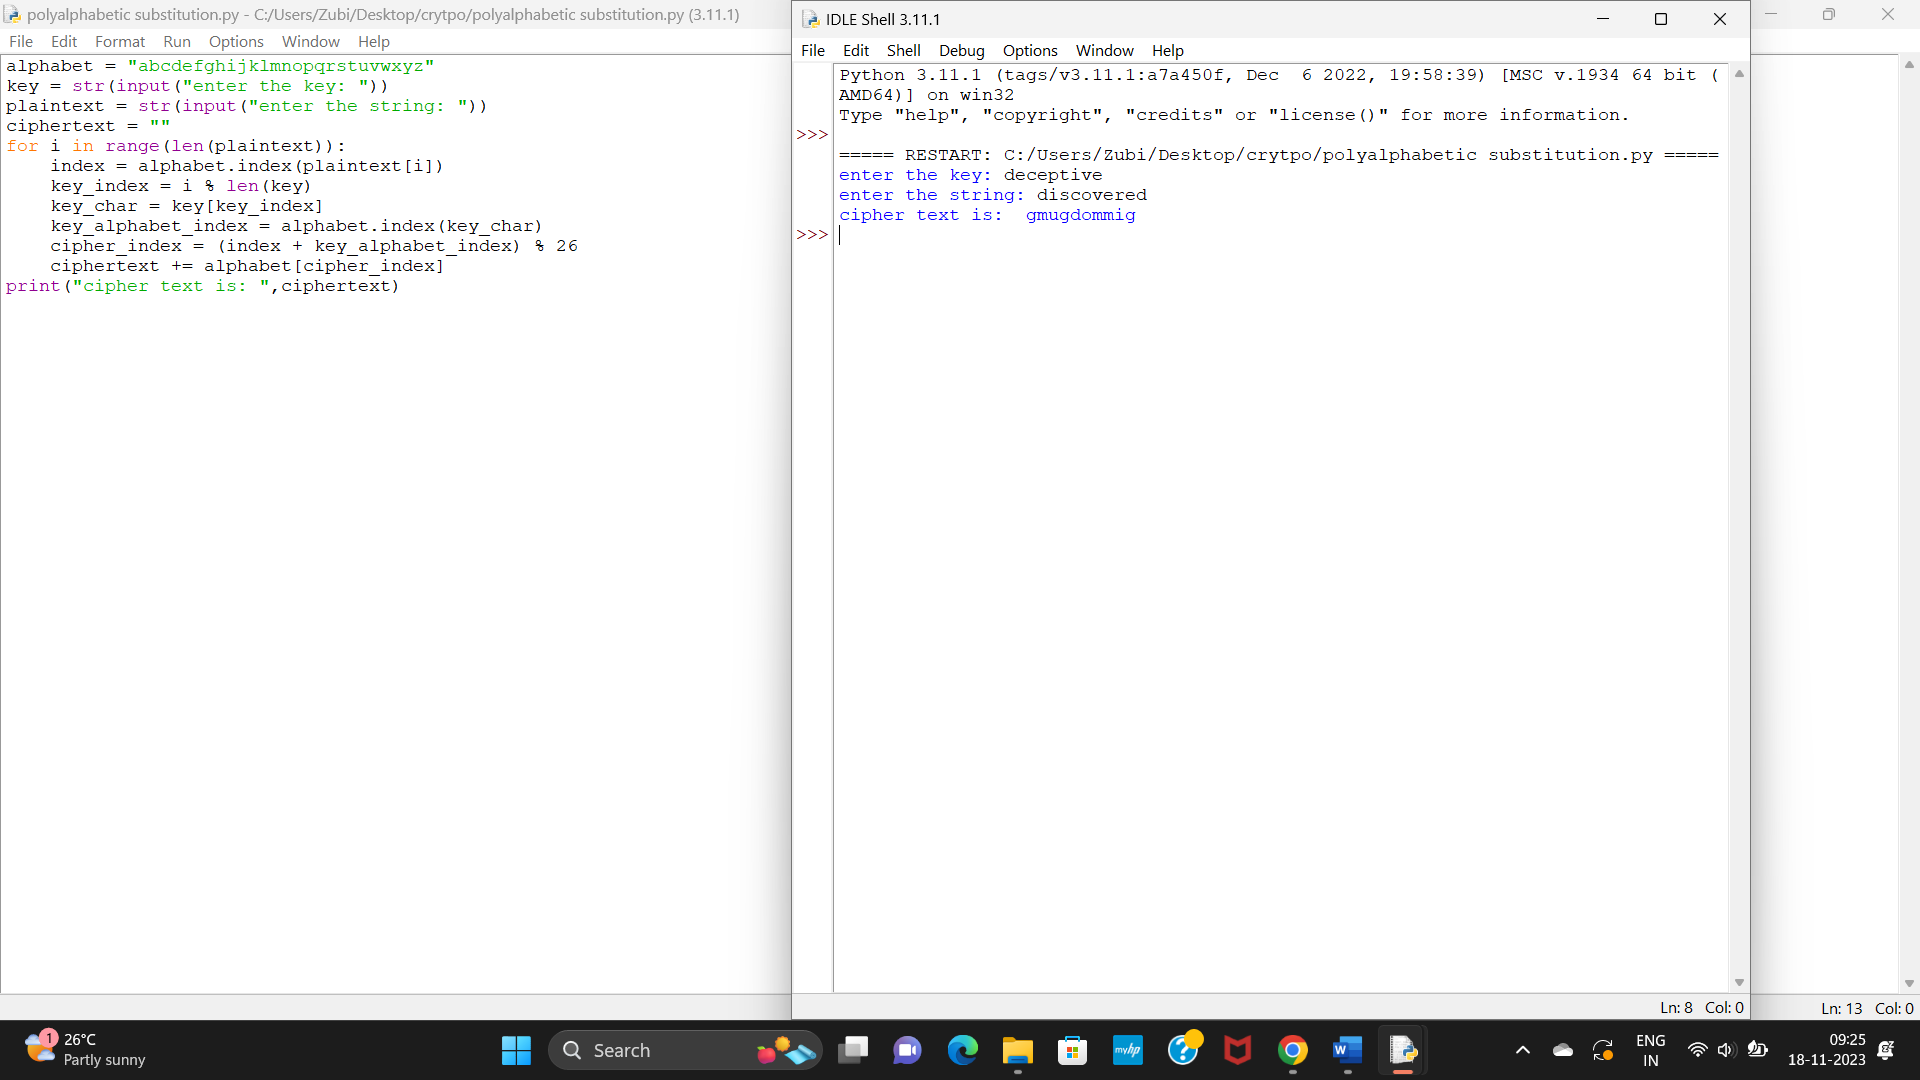 polyalphabetic substitution.py - C:/Users/Zubi/Desktop/crytpo/polyalphabetic substitution.py (3.11.1)
File Edit Format Run Options Window Help
alphabet = "abcdefghijklmnopqrstuvwxyz"
key = str(input("enter the key: "))
plaintext = str(input("enter the string: "))
ciphertext = ""
for i in range(len(plaintext)):
    index = alphabet.index(plaintext[i])
    key_index = i % len(key)
    key_char = key[key_index]
    key_alphabet_index = alphabet.index(key_char)
    cipher_index = (index + key_alphabet_index) % 26
    ciphertext += alphabet[cipher_index]
print("cipher text is: ",ciphertext)
IDLE Shell 3.11.1
File Edit Shell Debug Options Window Help
Python 3.11.1 (tags/v3.11.1:a7a450f, Dec  6 2022, 19:58:39) [MSC v.1934 64 bit (
AMD64)] on win32
Type "help", "copyright", "credits" or "license()" for more information.
>>>
===== RESTART: C:/Users/Zubi/Desktop/crytpo/polyalphabetic substitution.py =====
enter the key: deceptive
enter the string: discovered
cipher text is:  gmugdommig
>>>
Ln: 8 Col: 0
Ln: 13 Col: 0
1
26°C
Partly sunny
Search
myhp
ENG
IN
09:25
18-11-2023